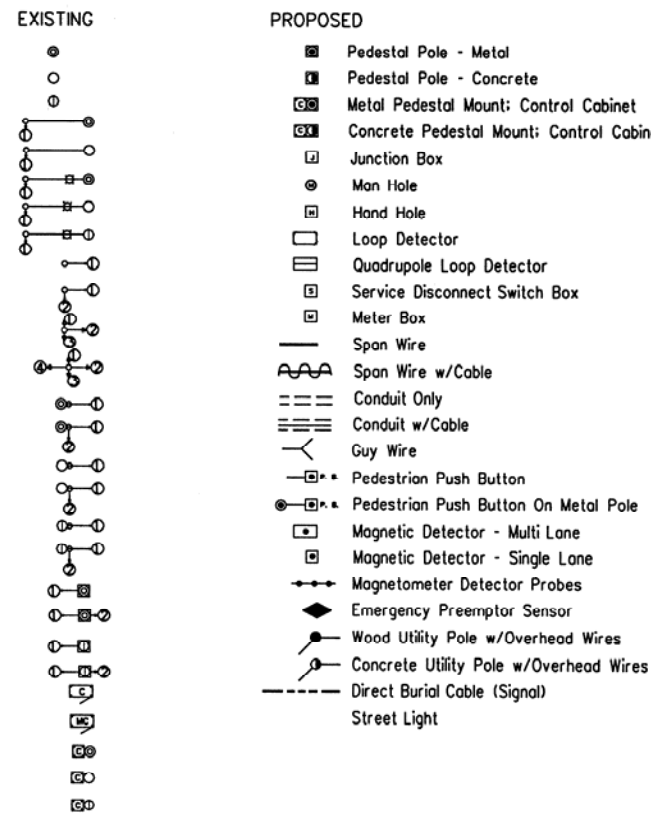 EXISTING
PROPOSED
Pedestal Pole - Metal
Pedestal Pole - Concrete
Metal Pedestal Mount; Control Cabinet
Concrete Pedestal Mount; Control Cabin
Junction Box
Man Hole
Hand Hole
Loop Detector
Quadrupole Loop Detector
Service Disconnect Switch Box
Meter Box
Span Wire
Span Wire w/Cable
Conduit Only
Conduit w/Cable
Guy Wire
Pedestrian Push Button
Pedestrian Push Button On Metal Pole
Magnetic Detector - Multi Lane
Magnetic Detector - Single Lane
Magnetometer Detector Probes
Emergency Preemptor Sensor
Wood Utility Pole w/Overhead Wires
Concrete Utility Pole w/Overhead Wires
Direct Burial Cable (Signal)
Street Light